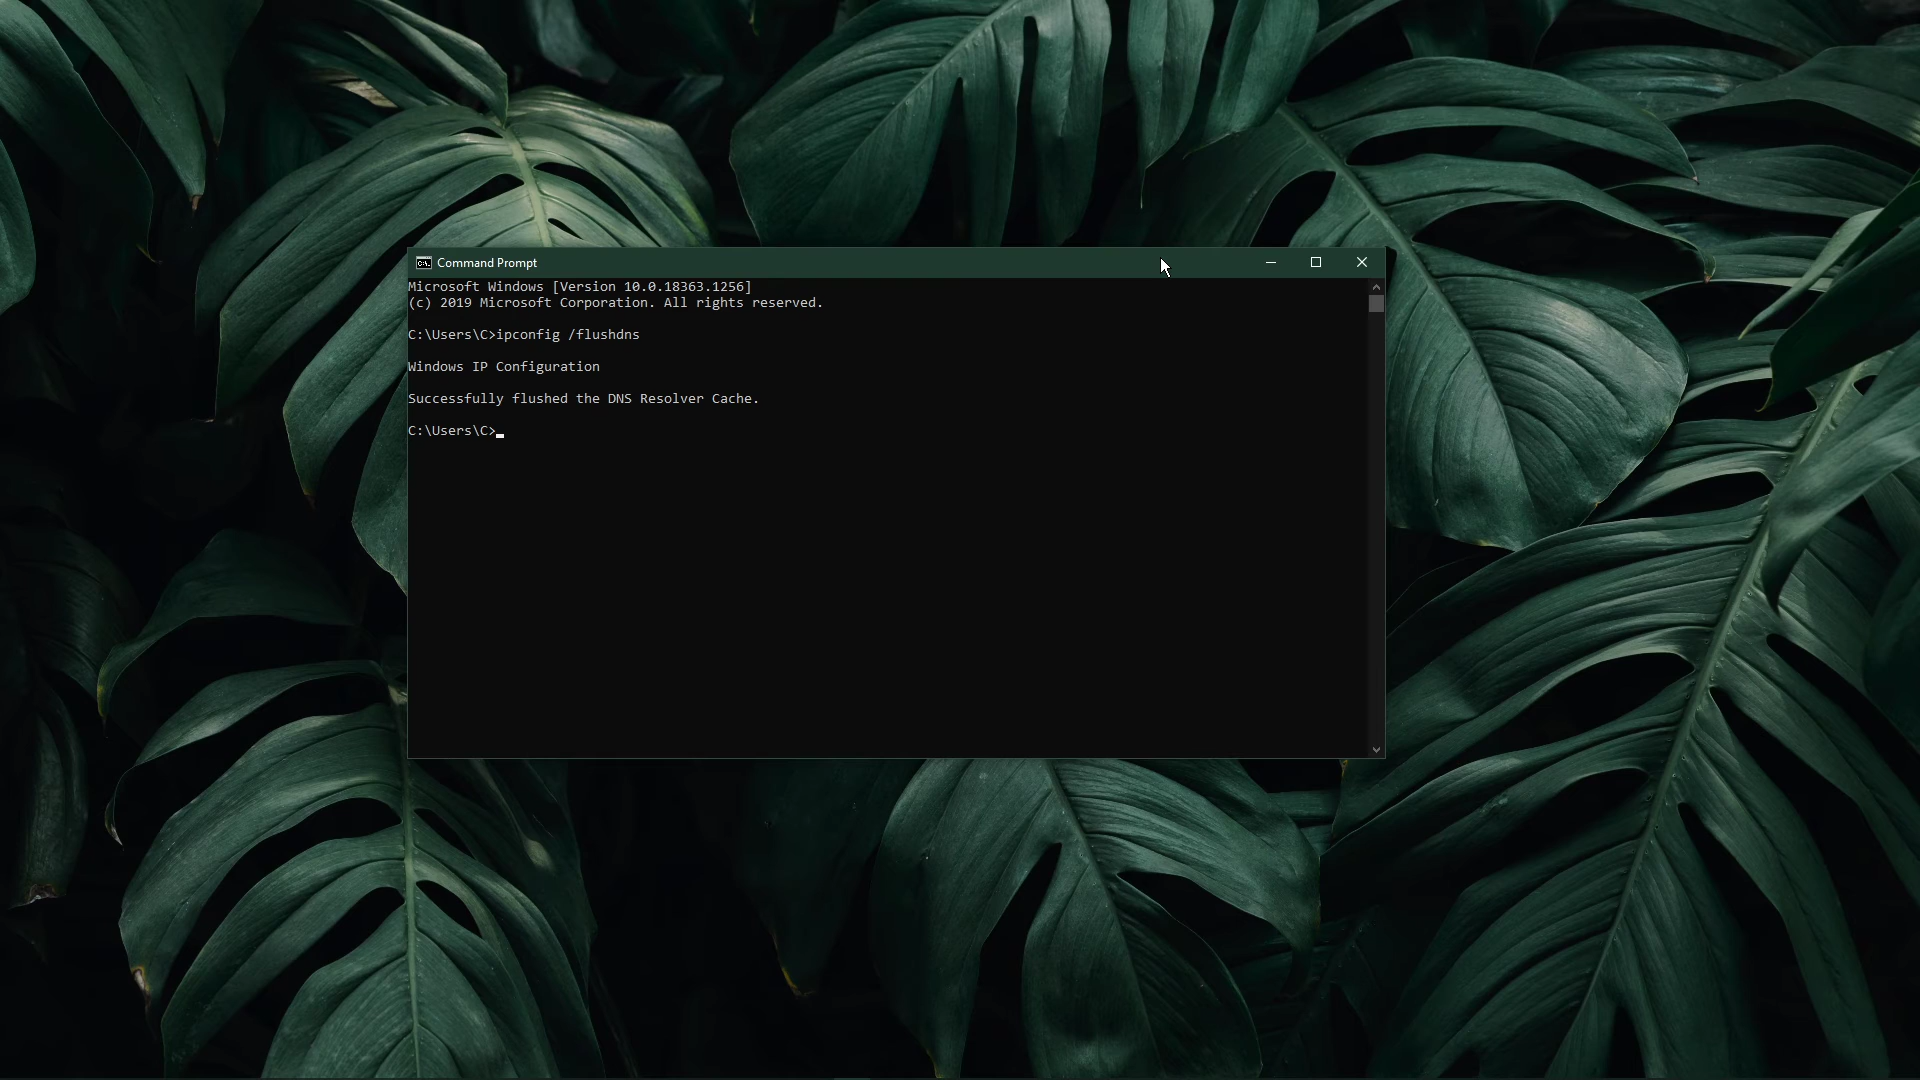 Command Prompt
Microsoft Windows [Version 10.0.18363.1256]
(c) 2019 Microsoft Corporation. All rights reserved.
C:\Users\C>ipconfig /flushdns
Windows IP Configuration
Successfully flushed the DNS Resolver Cache.
C:\Users\C>